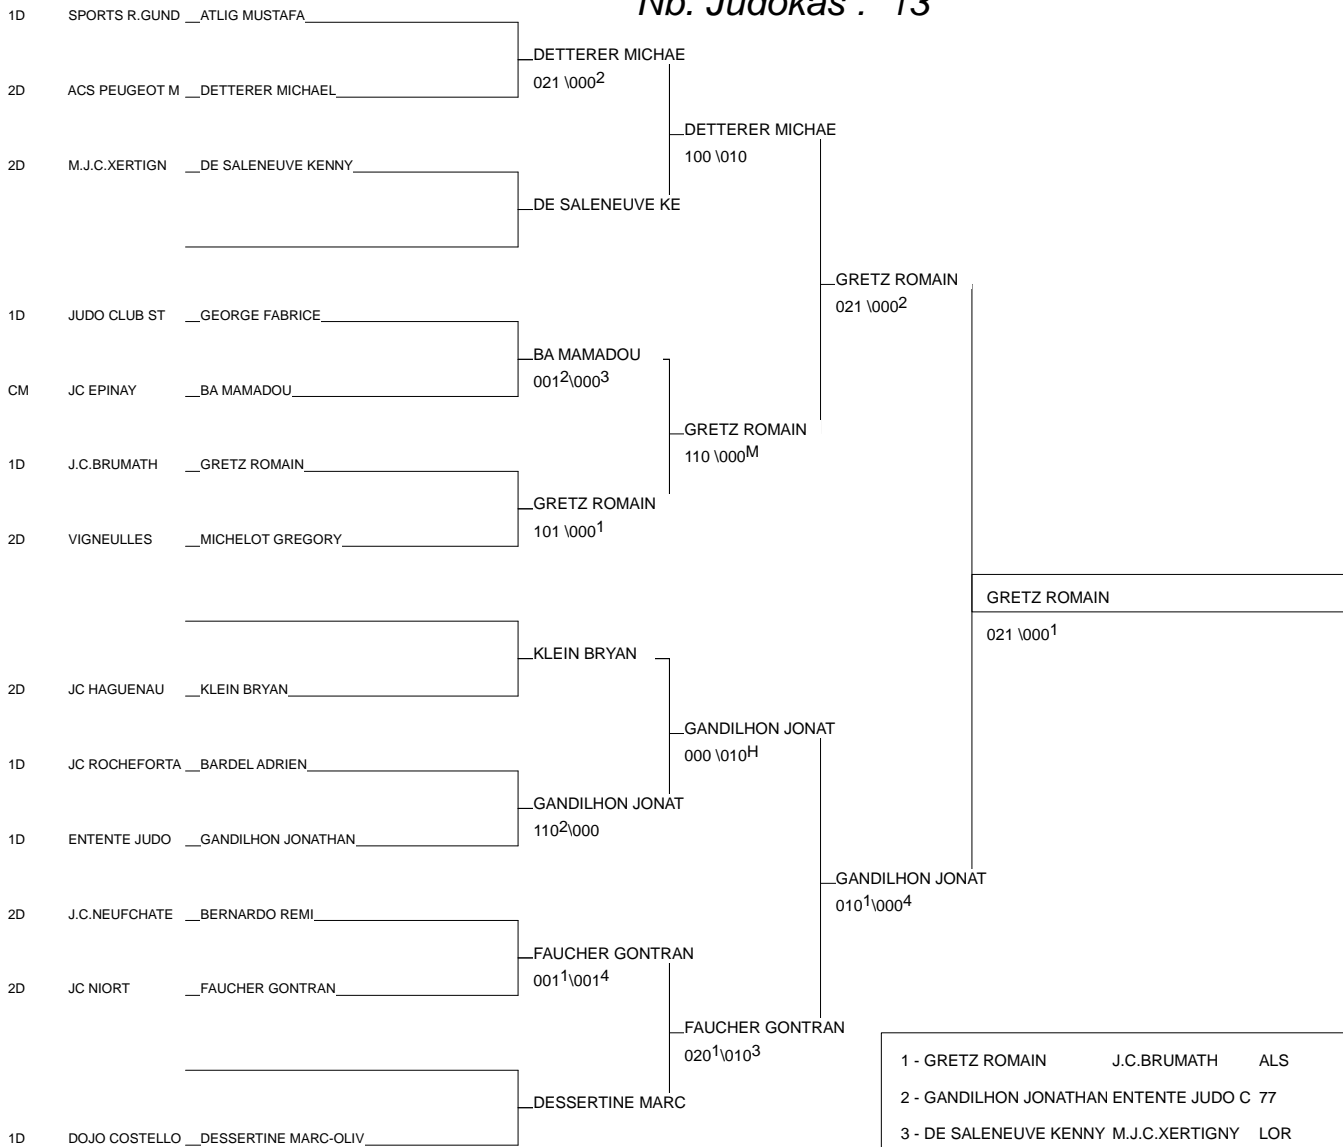 Nb. Judokas : 13
1D SPORTS R.GUND ATLIG MUSTAFA
DETTERER MICHAE
021 \000²
2D ACS PEUGEOT M DETTERER MICHAEL
DETTERER MICHAE
100 \010
2D M.J.C.XERTIGN DE SALENEUVE KENNY
DE SALENEUVE KE
GRETZ ROMAIN
021 \000²
1D JUDO CLUB ST GEORGE FABRICE
BA MAMADOU
001²\000³
CM JC EPINAY BA MAMADOU
GRETZ ROMAIN
110 \000ᴹ
1D J.C.BRUMATH GRETZ ROMAIN
GRETZ ROMAIN
101 \000¹
2D VIGNEULLES MICHELOT GREGORY
GRETZ ROMAIN
021 \000¹
KLEIN BRYAN
2D JC HAGUENAU KLEIN BRYAN
GANDILHON JONAT
000 \010ᴴ
1D JC ROCHEFORTA BARDEL ADRIEN
GANDILHON JONAT
110²\000
1D ENTENTE JUDO GANDILHON JONATHAN
GANDILHON JONAT
010¹\000⁴
2D J.C.NEUFCHATE BERNARDO REMI
FAUCHER GONTRAN
001¹\001⁴
2D JC NIORT FAUCHER GONTRAN
FAUCHER GONTRAN
020¹\010³
DESSERTINE MARC
1D DOJO COSTELLO DESSERTINE MARC-OLIV
1 - GRETZ ROMAIN J.C.BRUMATH ALS
2 - GANDILHON JONATHAN ENTENTE JUDO C 77
3 - DE SALENEUVE KENNY M.J.C.XERTIGNY LOR